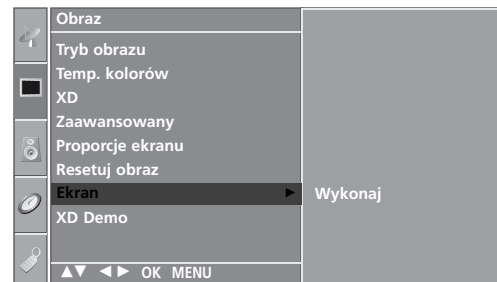 Obraz
Tryb obrazu
Temp. kolorów
XD
Zaawansowany
Proporcje ekranu
Resetuj obraz
Ekran ► Wykonaj
XD Demo
▲▼ ◄► OK MENU